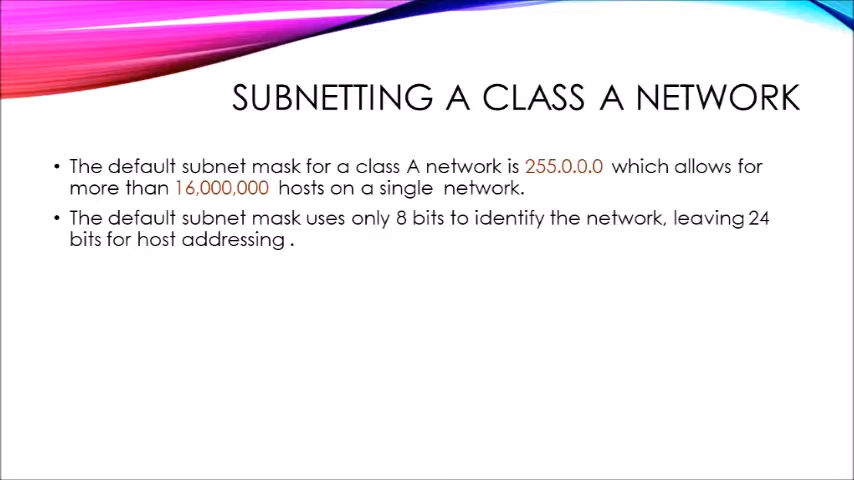 SUBNETTING A CLASS A NETWORK
• The default subnet mask for a class A network is 255.0.0.0 which allows for
more than 16,000,000 hosts on a single network.
• The default subnet mask uses only 8 bits to identify the network, leaving 24
bits for host addressing .